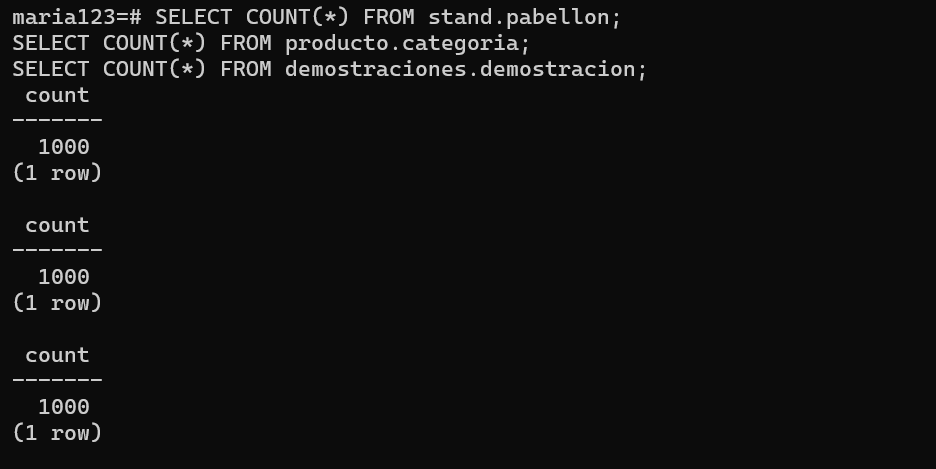 maria123=# SELECT COUNT(*) FROM stand.pabellon;
SELECT COUNT(*) FROM producto.categoria;
SELECT COUNT(*) FROM demostraciones.demostracion;
 count
-------
  1000
(1 row)

 count
-------
  1000
(1 row)

 count
-------
  1000
(1 row)